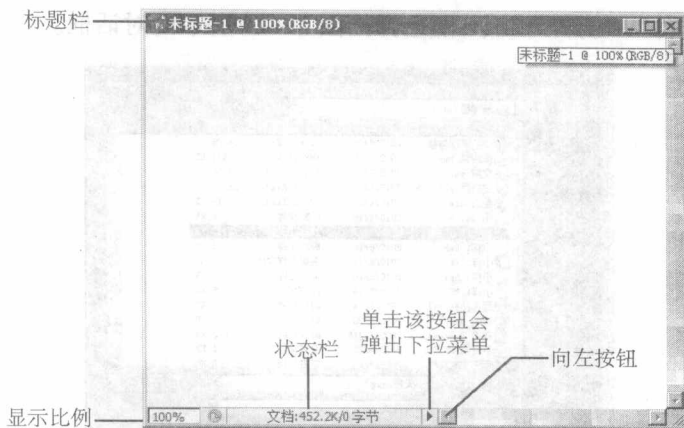 标题栏
未标题-1 @ 100%(RGB/8)
未标题-1 @ 100%(RGB/8)
单击该按钮会
弹出下拉菜单
状态栏
向左按钮
显示比例
100%
文档:452.2K/0 字节